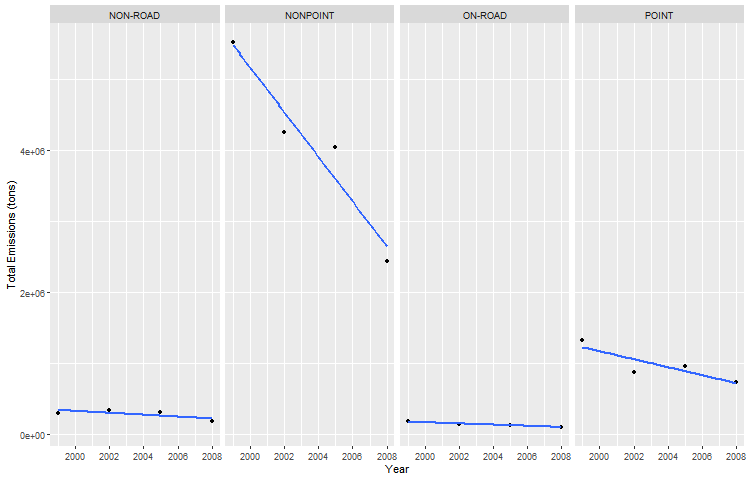 NON-ROAD NONPOINT ON-ROAD POINT
Total Emissions (tons)
4e+06
2e+06
0e+00
2000 2002 2004 2006 2008 2000 2002 2004 2006 2008 2000 2002 2004 2006 2008 2000 2002 2004 2006 2008
Year